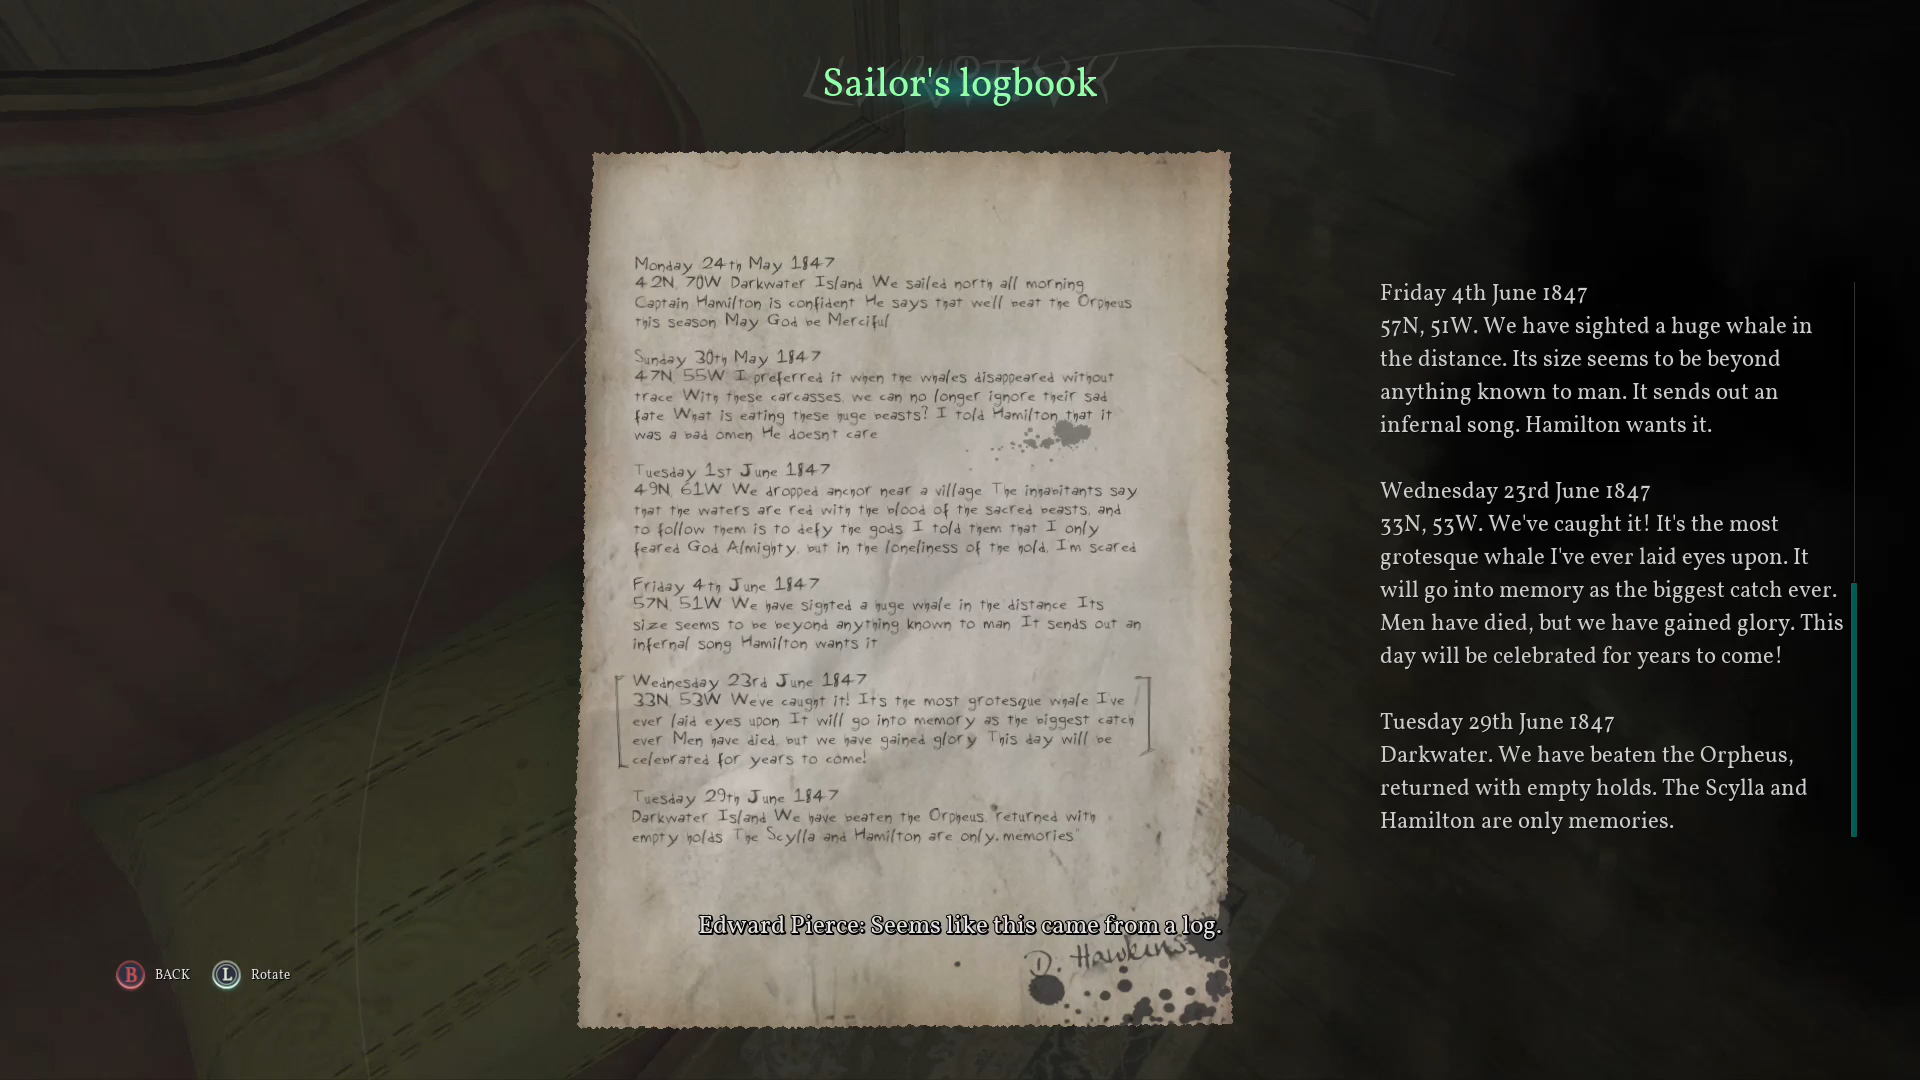 Sailor's logbook
Monday 24th May 1847
42N, 70W Darkwater Island We sailed north all morning
Captain Hamilton is confident He says that we'll beat the Orpheus
this season May God be Merciful
Sunday 30th May 1847
47N 55W I preferred it when the whales disappeared without
trace With these carcasses, we can no longer ignore their sad
fate What is eating these huge beasts? I told Hamilton that it
was a bad omen He doesn't care
Tuesday 1st June 1847
49N, 61W We dropped anchor near a village The inhabitants say
that the waters are red with the blood of the sacred beasts, and
to follow them is to defy the gods I told them that I only
feared God Almighty, but in the loneliness of the hold, I'm scared
Friday 4th June 1847
57N, 51W We have sighted a huge whale in the distance Its
size seems to be beyond anything known to man It sends out an
infernal song Hamilton wants it
Wednesday 23rd June 1847
33N, 53W We've caught it! It's the most grotesque whale I've
ever laid eyes upon It will go into memory as the biggest catch
ever Men have died, but we have gained glory This day will be
celebrated for years to come!
Tuesday 29th June 1847
Darkwater Island We have beaten the Orpheus, returned with
empty holds The Scylla and Hamilton are only memories"
D. Hawkins
Friday 4th June 1847
57N, 51W. We have sighted a huge whale in
the distance. Its size seems to be beyond
anything known to man. It sends out an
infernal song. Hamilton wants it.
Wednesday 23rd June 1847
33N, 53W. We've caught it! It's the most
grotesque whale I've ever laid eyes upon. It
will go into memory as the biggest catch ever.
Men have died, but we have gained glory. This
day will be celebrated for years to come!
Tuesday 29th June 1847
Darkwater. We have beaten the Orpheus,
returned with empty holds. The Scylla and
Hamilton are only memories.
Edward Pierce: Seems like this came from a log.
B BACK L Rotate